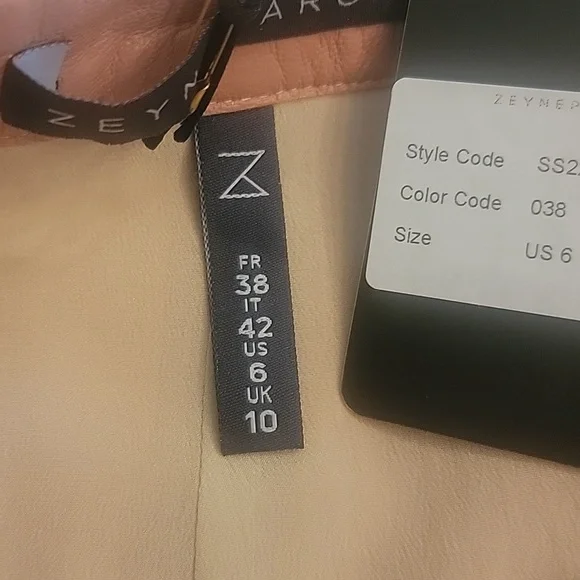 ARC
ZEYN
ZEYNEP
Style Code SS2
Color Code 038
Size US 6
FR
38
IT
42
US
6
UK
10